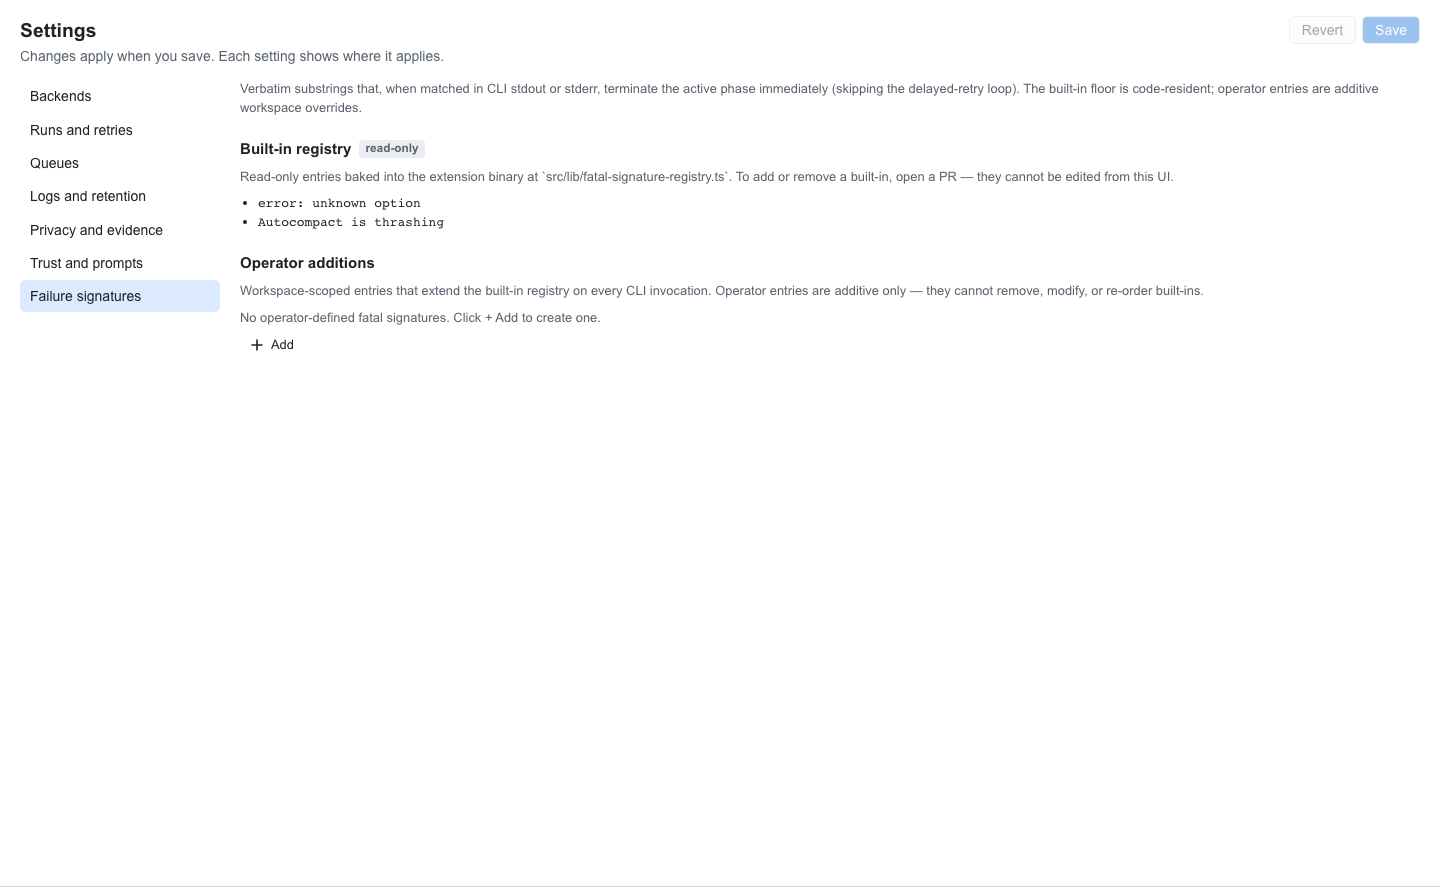 Settings
Revert
Save
Changes apply when you save. Each setting shows where it applies.
Backends
Runs and retries
Queues
Logs and retention
Privacy and evidence
Trust and prompts
Failure signatures
Verbatim substrings that, when matched in CLI stdout or stderr, terminate the active phase immediately (skipping the delayed-retry loop). The built-in floor is code-resident; operator entries are additive
workspace overrides.
Built-in registry
read-only
Read-only entries baked into the extension binary at `src/lib/fatal-signature-registry.ts`. To add or remove a built-in, open a PR — they cannot be edited from this UI.
• error: unknown option
• Autocompact is thrashing
Operator additions
Workspace-scoped entries that extend the built-in registry on every CLI invocation. Operator entries are additive only — they cannot remove, modify, or re-order built-ins.
No operator-defined fatal signatures. Click + Add to create one.
+ Add